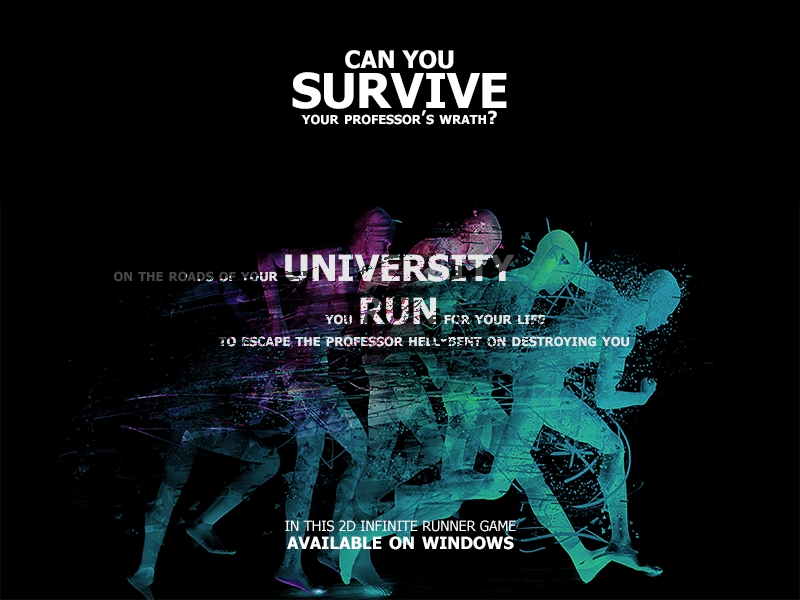 CAN YOU
SURVIVE
YOUR PROFESSOR'S WRATH?
ON THE ROADS OF YOUR UNIVERSITY
YOU RUN FOR YOUR LIFE
TO ESCAPE THE PROFESSOR HELL-BENT ON DESTROYING YOU
IN THIS 2D INFINITE RUNNER GAME
AVAILABLE ON WINDOWS